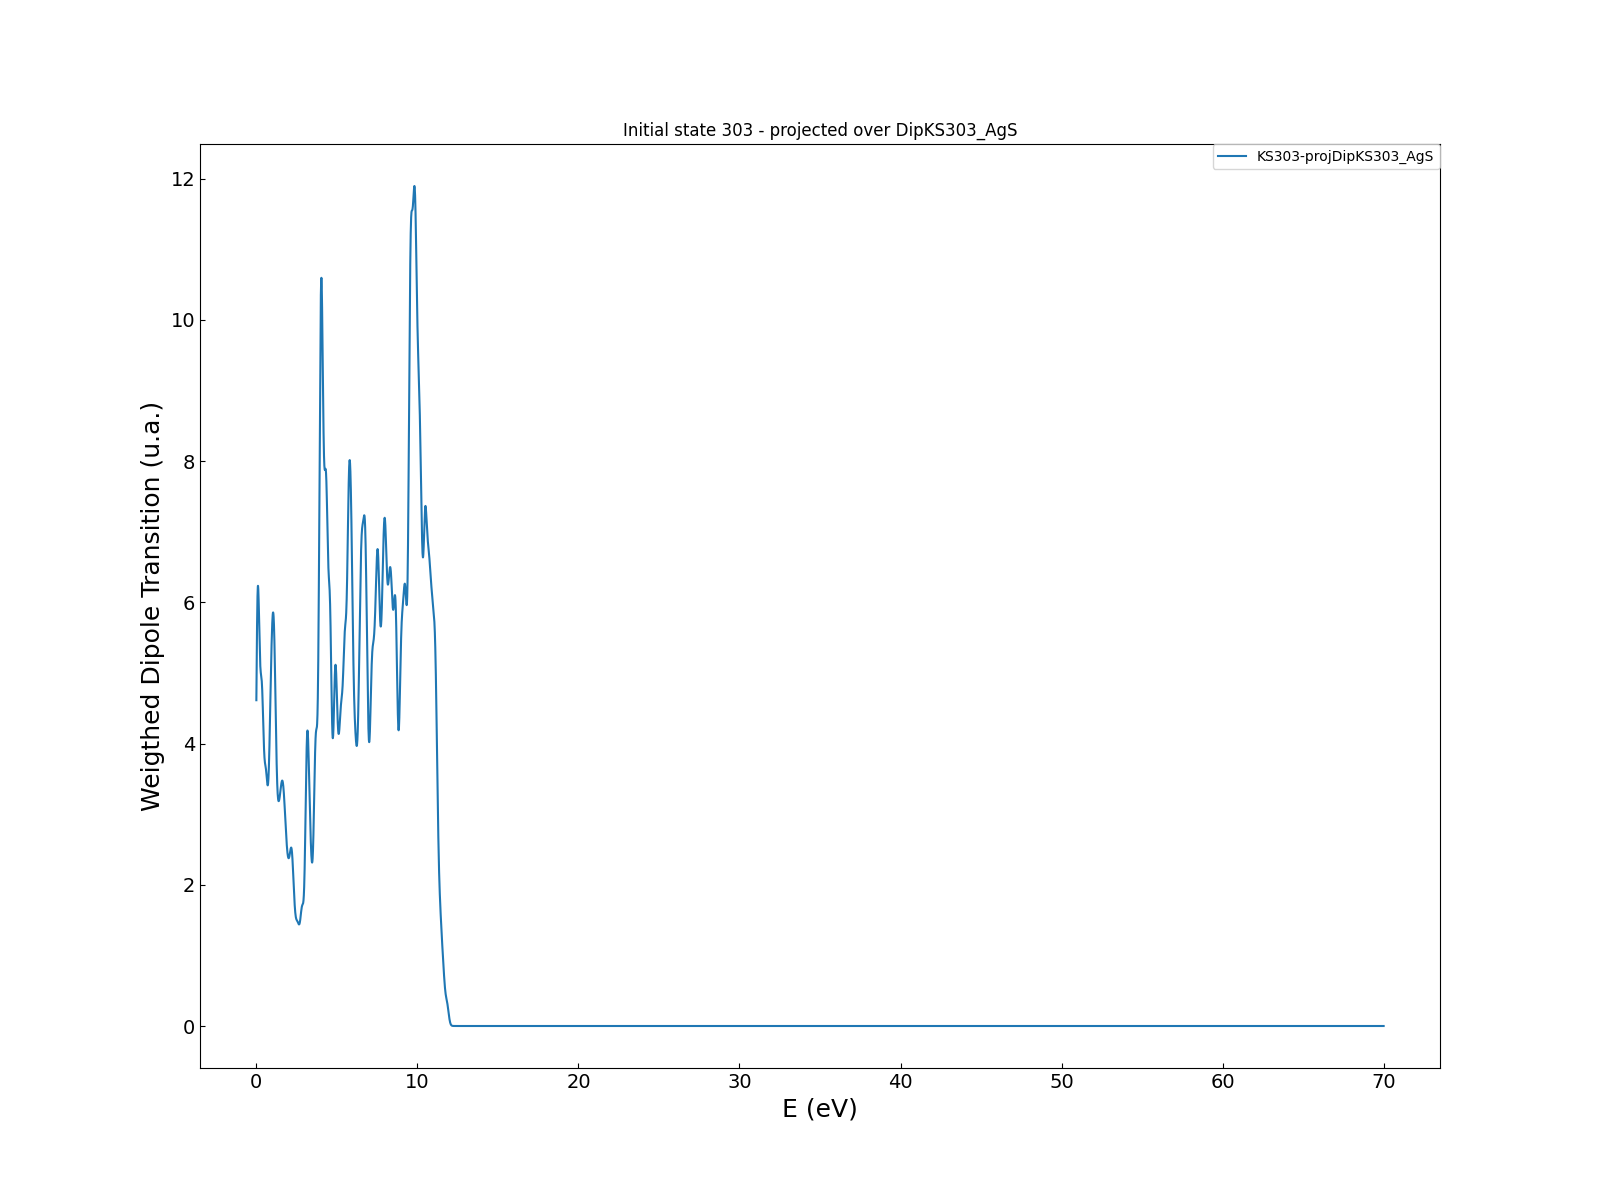 Initial state 303 - projected over DipKS303_AgS
KS303-projDipKS303_AgS
Weigthed Dipole Transition (u.a.)
12
10
8
6
4
2
0
0 10 20 30 40 50 60 70
E (eV)